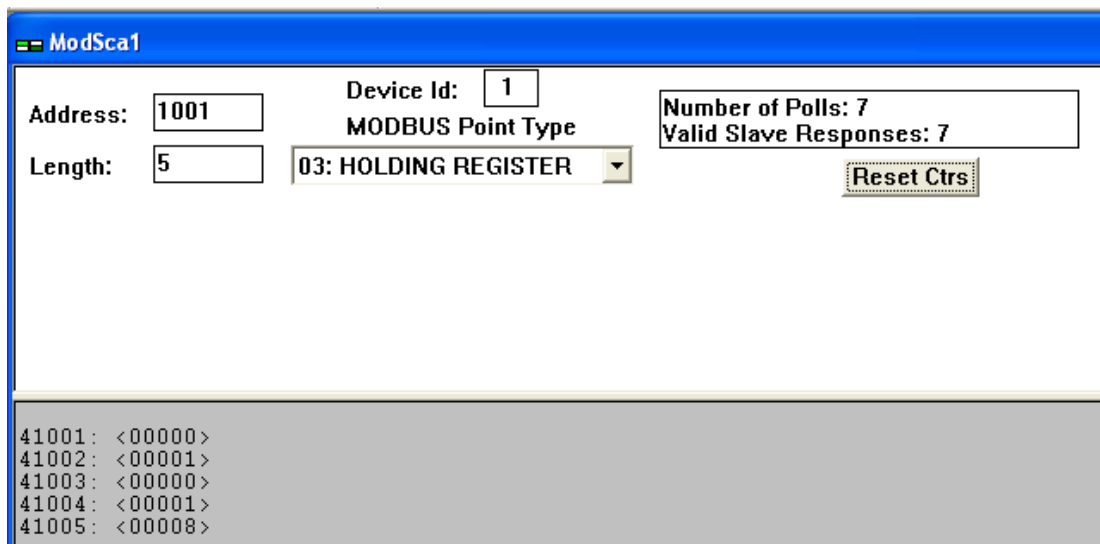 ModSca1
Address: 1001
Device Id: 1
MODBUS Point Type
Length: 5
03: HOLDING REGISTER
Number of Polls: 7
Valid Slave Responses: 7
Reset Ctrs
41001: <00000>
41002: <00001>
41003: <00000>
41004: <00001>
41005: <00008>